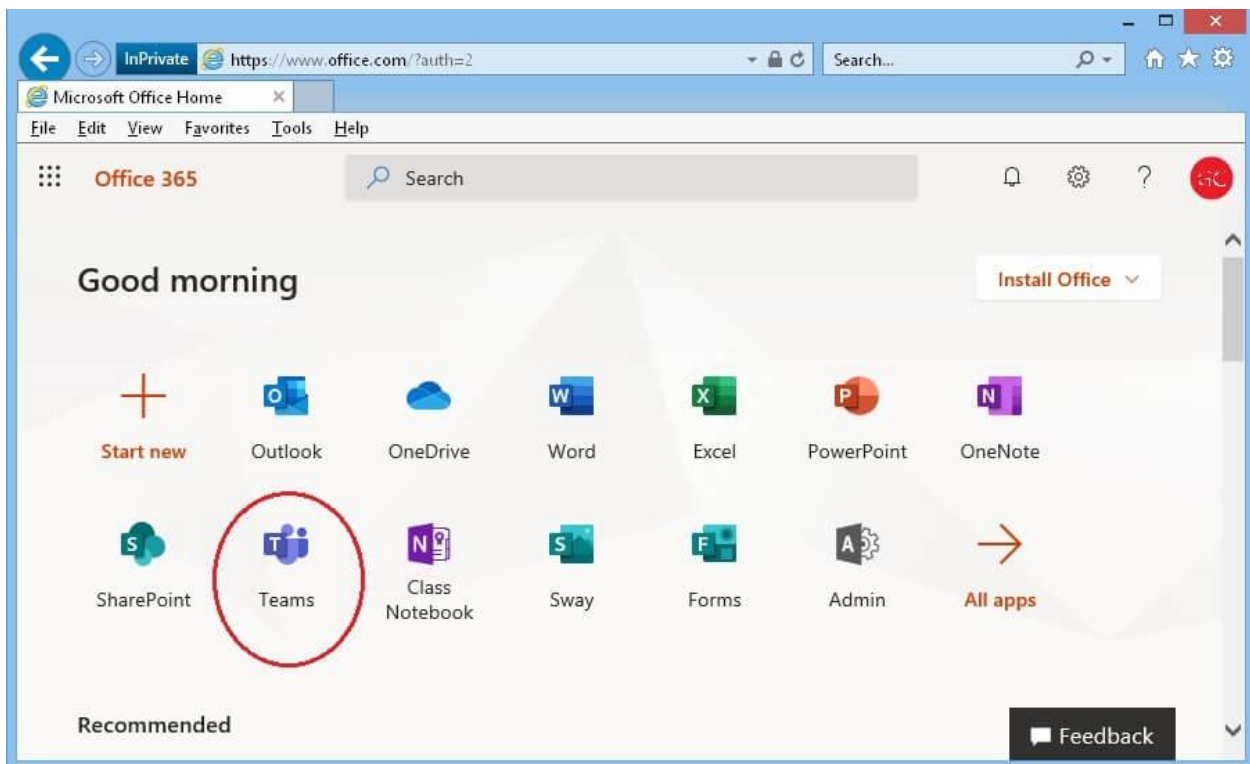 InPrivate https://www.office.com/?auth=2 Search...
Microsoft Office Home
File Edit View Favorites Tools Help
Office 365 Search ? GC
Good morning Install Office
Start new Outlook OneDrive Word Excel PowerPoint OneNote
SharePoint Teams Class Notebook Sway Forms Admin All apps
Recommended Feedback